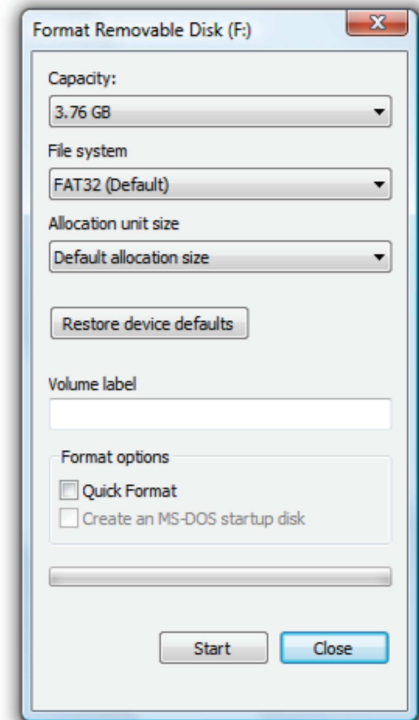 Format Removable Disk (F:)
Capacity:
3.76 GB
File system
FAT32 (Default)
Allocation unit size
Default allocation size
Restore device defaults
Volume label
Format options
Quick Format
Create an MS-DOS startup disk
Start Close